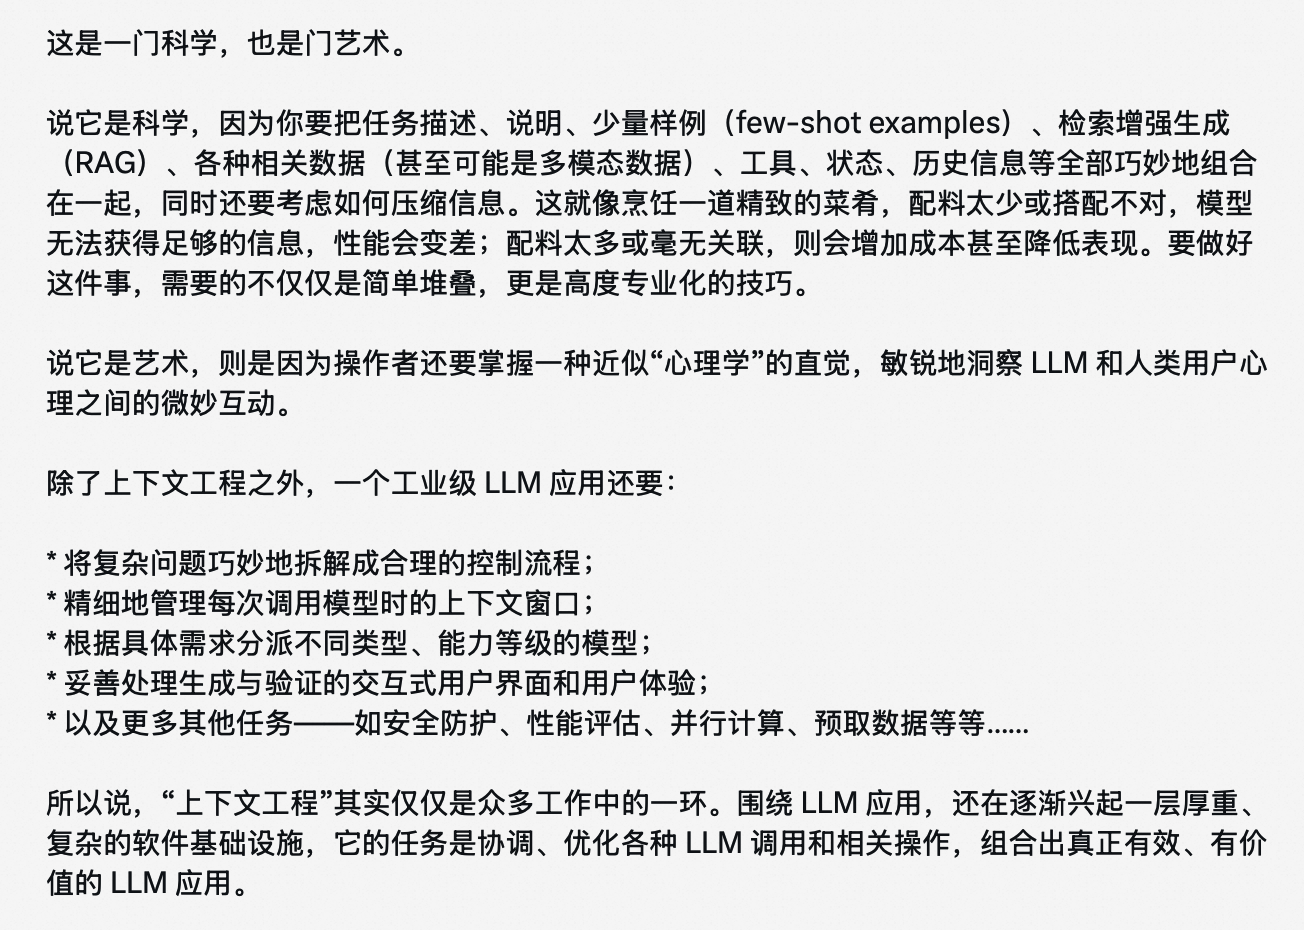 这是一门科学，也是门艺术。
说它是科学，因为你要把任务描述、说明、少量样例（few-shot examples）、检索增强生成
（RAG）、各种相关数据（甚至可能是多模态数据）、工具、状态、历史信息等全部巧妙地组合
在一起，同时还要考虑如何压缩信息。这就像烹饪一道精致的菜肴，配料太少或搭配不对，模型
无法获得足够的信息，性能会变差；配料太多或毫无关联，则会增加成本甚至降低表现。要做好
这件事，需要的不仅仅是简单堆叠，更是高度专业化的技巧。
说它是艺术，则是因为操作者还要掌握一种近似“心理学”的直觉，敏锐地洞察 LLM 和人类用户心
理之间的微妙互动。
除了上下文工程之外，一个工业级 LLM 应用还要：
* 将复杂问题巧妙地拆解成合理的控制流程；
* 精细地管理每次调用模型时的上下文窗口；
* 根据具体需求分派不同类型、能力等级的模型；
* 妥善处理生成与验证的交互式用户界面和用户体验；
* 以及更多其他任务——如安全防护、性能评估、并行计算、预取数据等等……
所以说，“上下文工程”其实仅仅是众多工作中的一环。围绕 LLM 应用，还在逐渐兴起一层厚重、
复杂的软件基础设施，它的任务是协调、优化各种 LLM 调用和相关操作，组合出真正有效、有价
值的 LLM 应用。